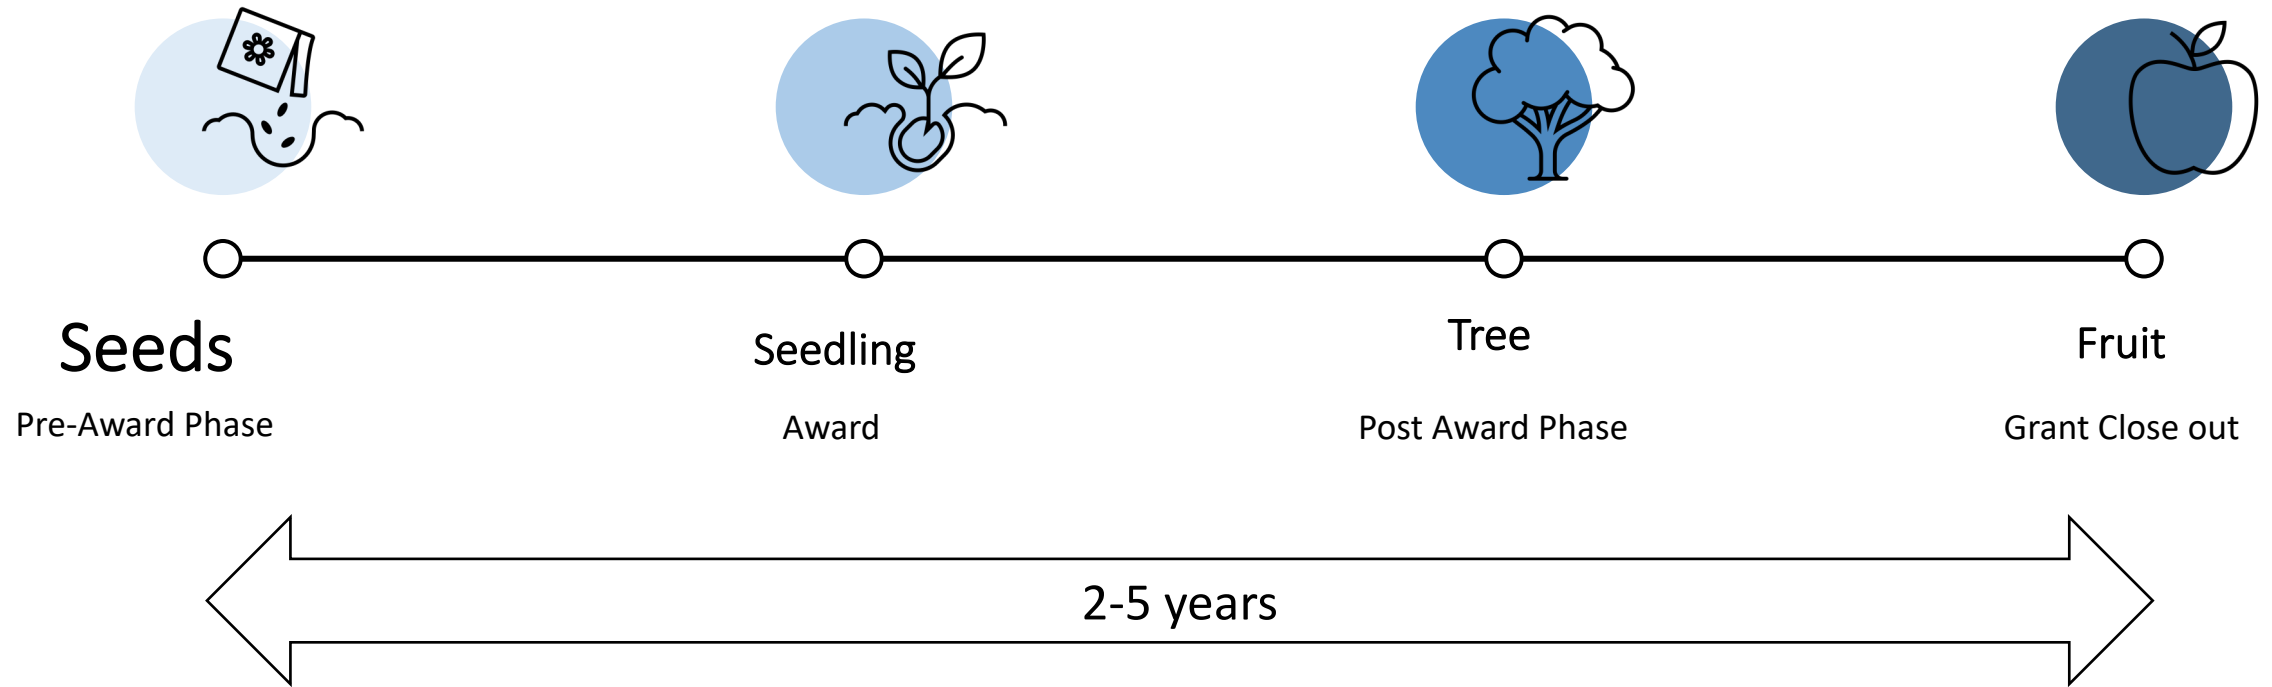 Seeds
Seedling
Tree
Fruit
Pre-Award Phase
Award
Post Award Phase
Grant Close out
2-5 years